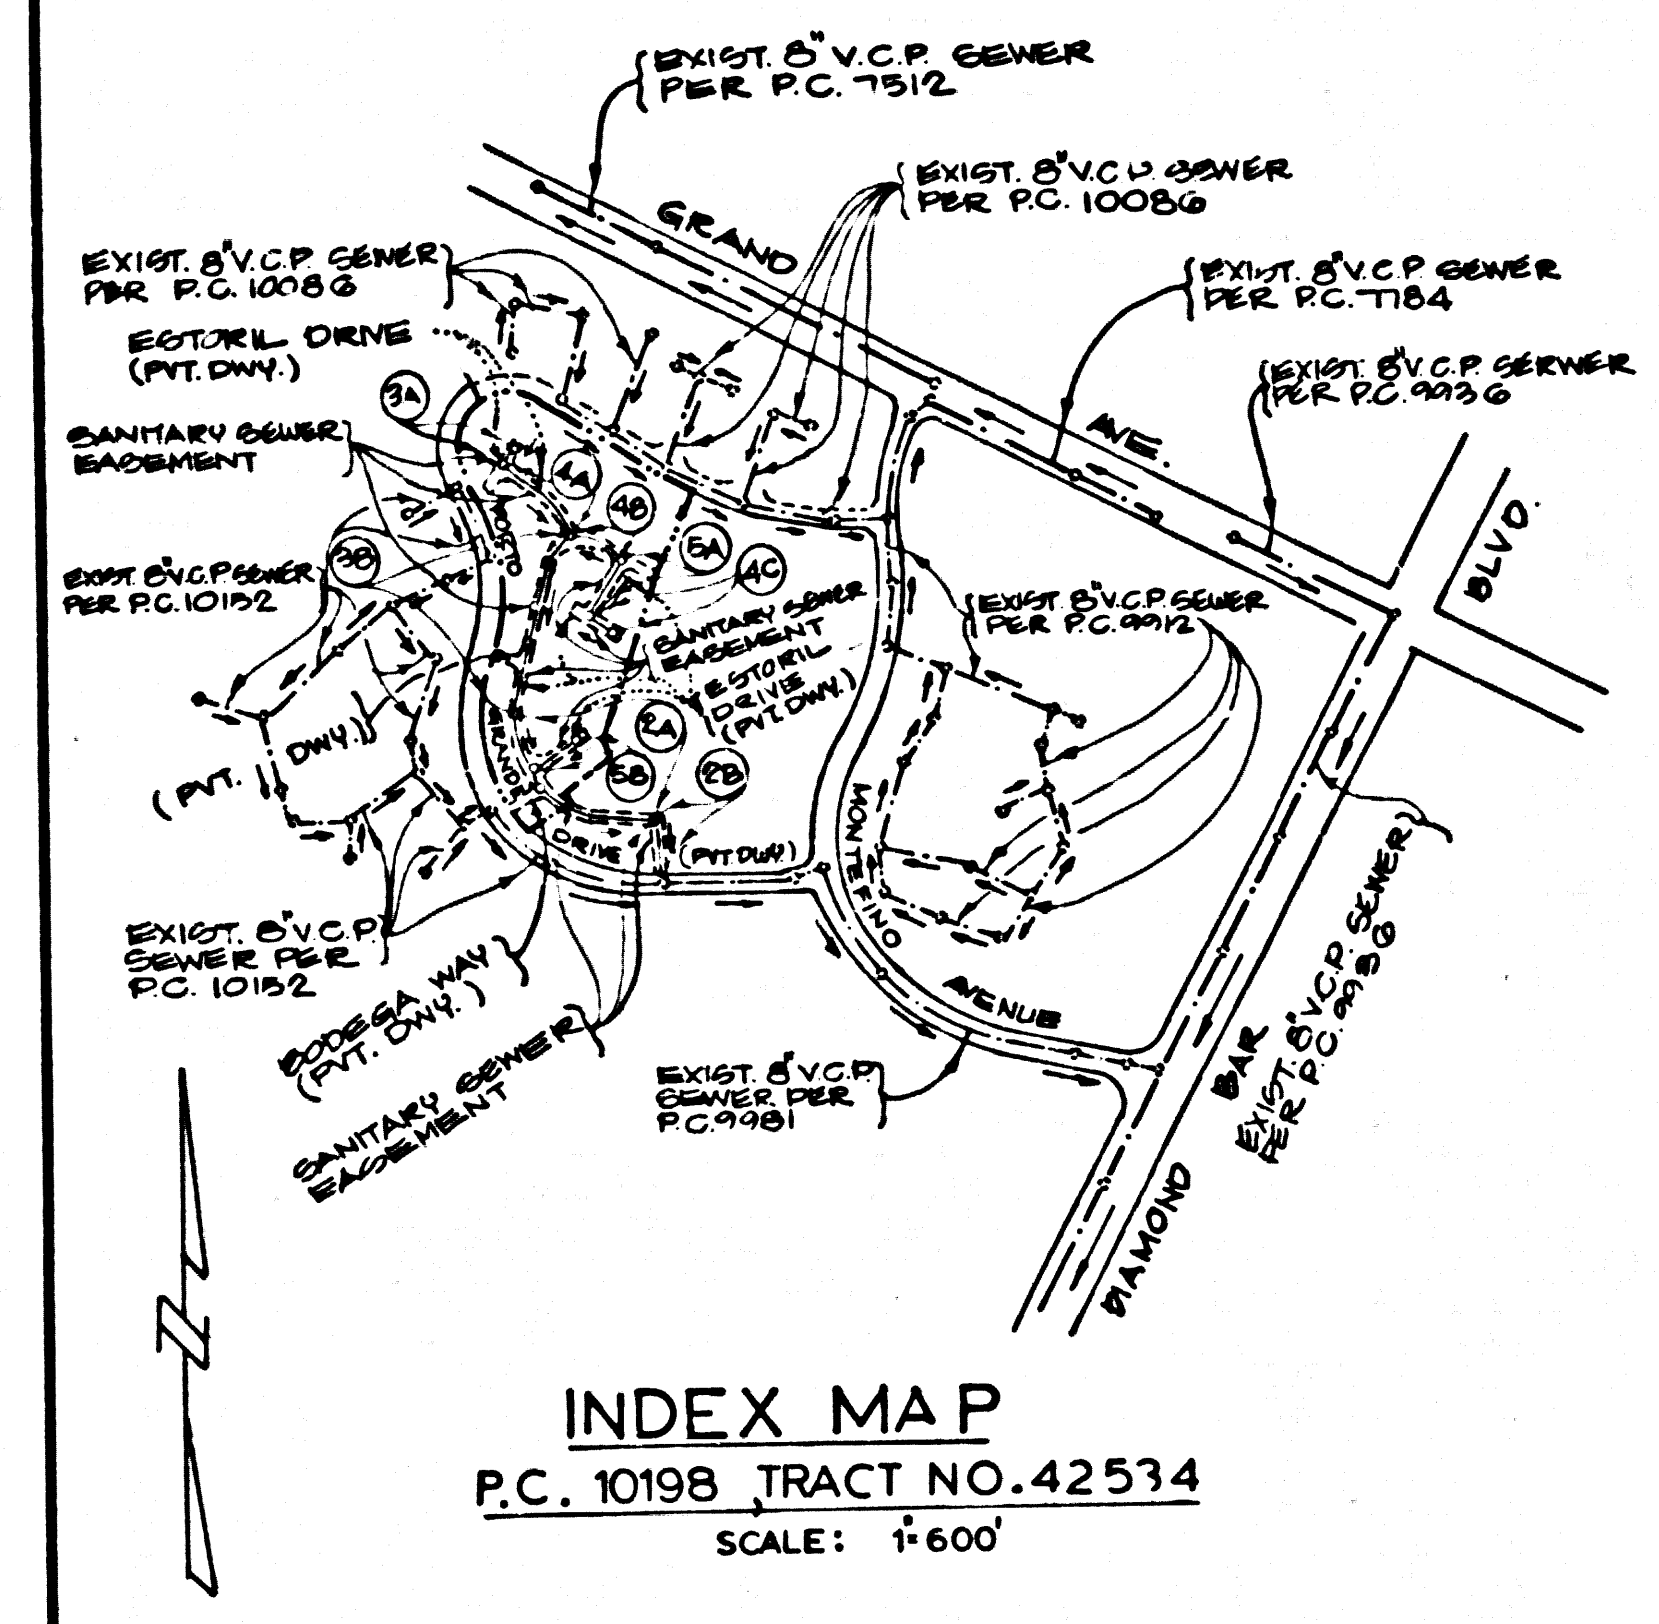 EXIST. 8" V.C.P. SEWER
PER P.C. 7512
EXIST. 8" V.C.P. SEWER
PER P.C. 10086
GRAND
EXIST. 8" V.C.P. SEWER
PER P.C. 10086
EXIST. 8" V.C.P. SEWER
PER P.C. 7784
ESTORIL DRIVE
(PVT. DWY.)
EXIST. 8" V.C.P. SERWER
PER P.C. 9936
3A
AVE.
SANITARY SEWER
EASEMENT
4A
4B
BLVD.
5A
4C
3B
EXIST. 8" V.C.P. SEWER
PER P.C. 10152
EXIST. 8" V.C.P. SEWER
PER P.C. 9912
SANITARY SEWER
EASEMENT
ESTORIL
DRIVE
(PVT. DWY.)
2A
(PVT. DWY.)
5B
2B
MONTEFINO
DRIVE
(PVT. DWY.)
EXIST. 8" V.C.P.
SEWER PER
P.C. 10152
BODEGA WAY
(PVT. DWY.)
SANITARY SEWER
EASEMENT
AVENUE
EXIST. 8" V.C.P.
SEWER PER
P.C. 9981
EXIST. 8" V.C.P. SEWER
PER P.C. 9936
BAR
DIAMOND
INDEX MAP
P.C. 10198, TRACT NO. 42534
SCALE: 1"=600'